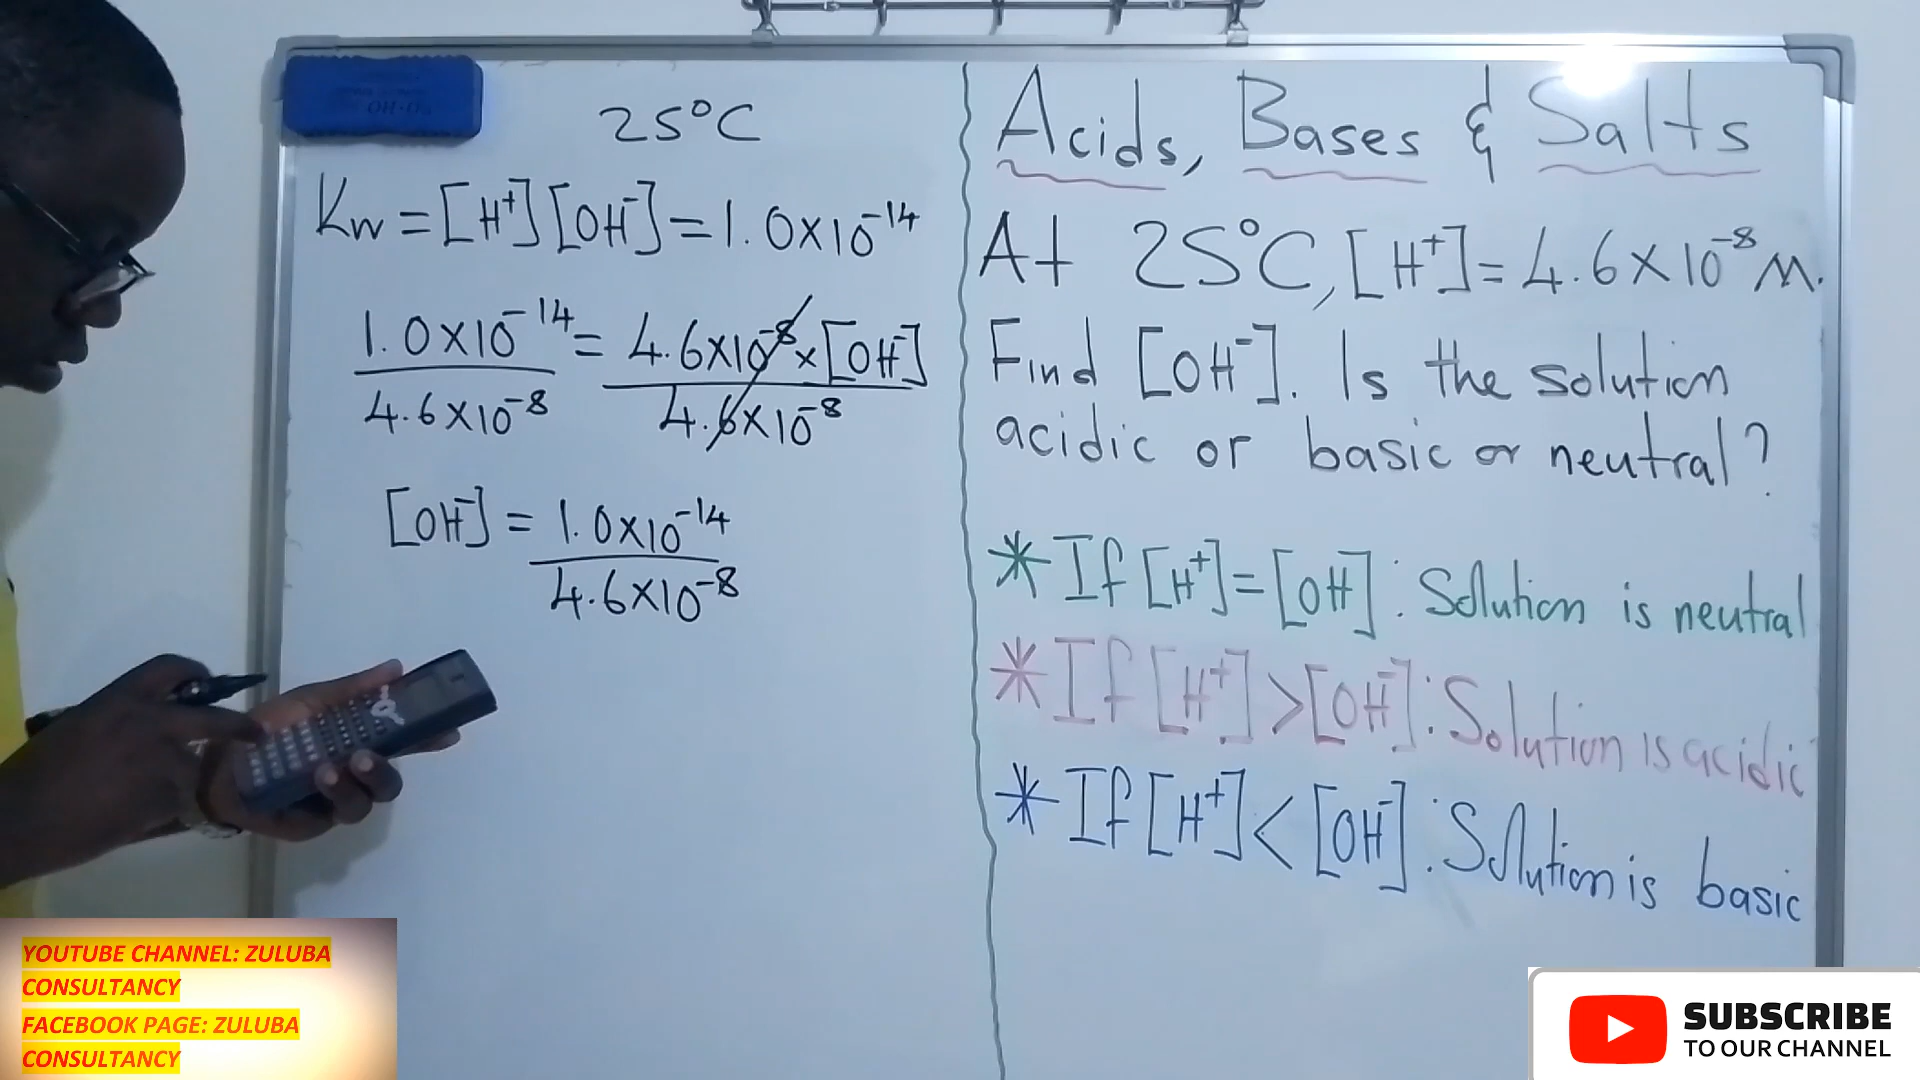 25°C
Kw = [H⁺][OH⁻] = 1.0×10⁻¹⁴
1.0×10⁻¹⁴ = 4.6×10⁻⁸ × [OH⁻]
4.6×10⁻⁸ 4.6×10⁻⁸
[OH⁻] = 1.0×10⁻¹⁴
4.6×10⁻⁸
Acids, Bases & Salts
At 25°C, [H⁺] = 4.6×10⁻⁸ M.
Find [OH⁻]. Is the solution
acidic or basic or neutral?
* If [H⁺] = [OH⁻] : Solution is neutral
* If [H⁺] > [OH⁻] : Solution is acidic
* If [H⁺] < [OH⁻] : Solution is basic
YOUTUBE CHANNEL: ZULUBA
CONSULTANCY
FACEBOOK PAGE: ZULUBA
CONSULTANCY
SUBSCRIBE
TO OUR CHANNEL